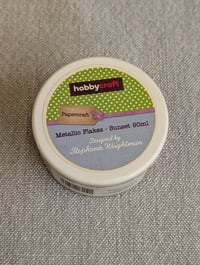 hobbycraft
Papercraft
Metallic Flakes - Sunset 90ml
Designed by
Stephanie Weightman